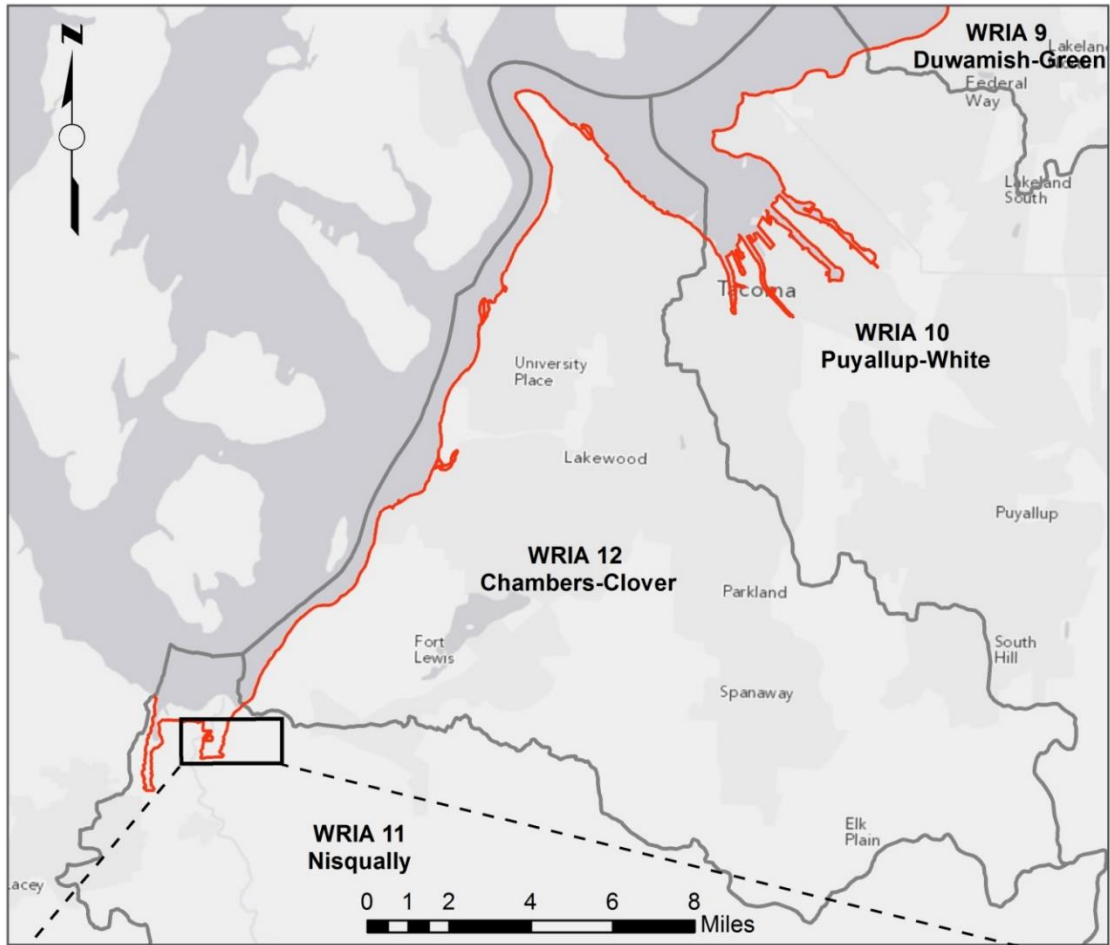 N
WRIA 9
Duwamish-Green
Federal
Way
Lakeland
South
Tacoma
WRIA 10
Puyallup-White
University
Place
Lakewood
Puyallup
WRIA 12
Chambers-Clover
Parkland
Fort
Lewis
South
Hill
Spanaway
Elk
Plain
WRIA 11
Nisqually
acey
0 1 2 4 6 8
Miles